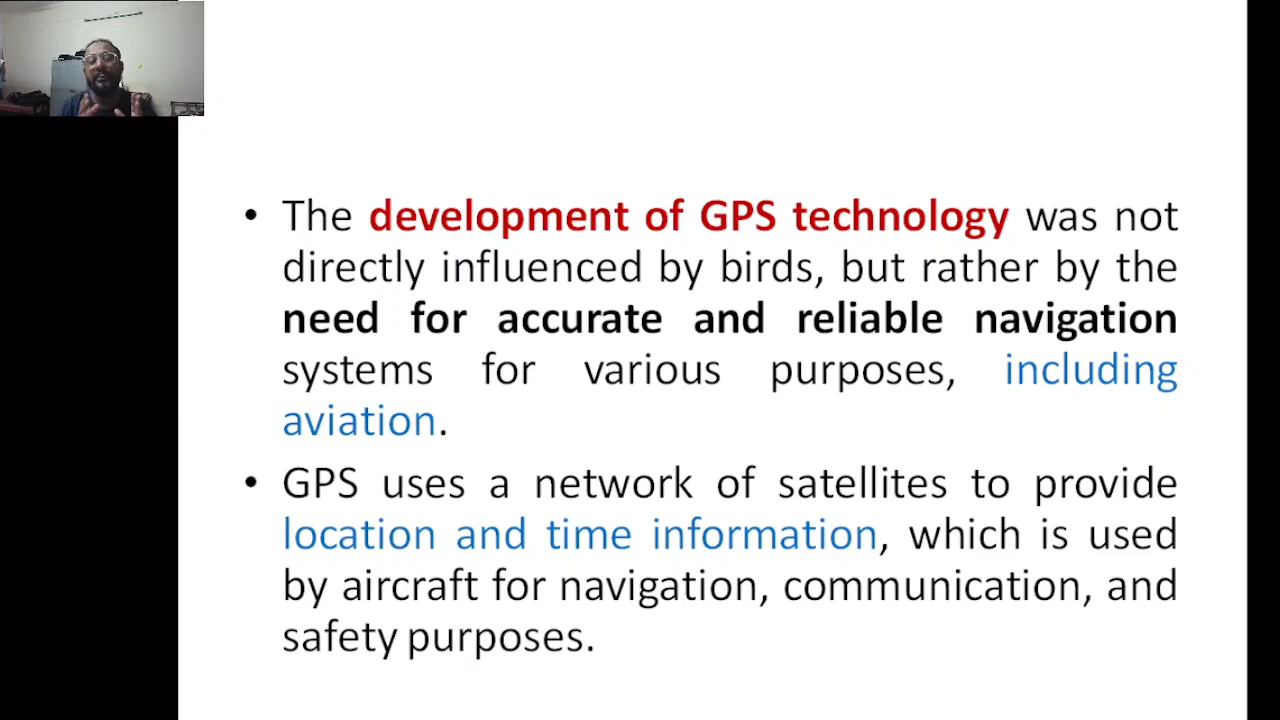 • The development of GPS technology was not
directly influenced by birds, but rather by the
need for accurate and reliable navigation
systems for various purposes, including
aviation.
• GPS uses a network of satellites to provide
location and time information, which is used
by aircraft for navigation, communication, and
safety purposes.